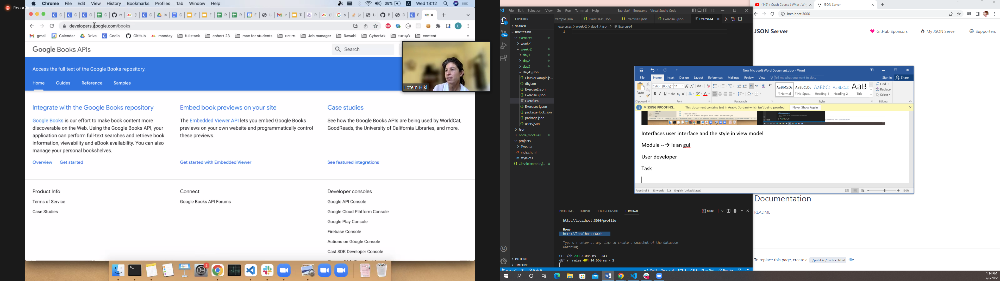 Recording
Chrome File Edit View History Bookmarks Profiles Tab Window Help
38% A Wed 13:12
developers.google.com/books
ABP
L
gmail Calendar Drive Codio GitHub monday fullstack cohort 23 mac for students מיונים Job manager Rawabi CyberArk לקוחות content »
Google Books APIs
Search
Access the full text of the Google Books repository.
Home Guides Reference Samples
Lotem Hiki
Integrate with the Google Books repository
Google Books is our effort to make book content more
discoverable on the Web. Using the Google Books API, your
application can perform full-text searches and retrieve book
information, viewability and eBook availability. You can also
manage your personal bookshelves.
Overview Get started
Embed book previews on your site
The Embedded Viewer API lets you embed Google Books
previews on your own website and programmatically control
these previews.
Get started with Embedded Viewer
Case studies
See how the Google Books APIs are being used by WorldCat,
GoodReads, the University of California Libraries, and more.
See featured integrations
Product Info
Terms of Service
Case Studies
Connect
Google Books API Forums
Developer consoles
Google API Console
Google Cloud Platform Console
Google Play Console
Firebase Console
Actions on Google Console
Cast SDK Developer Console
2
File Edit Selection View Go Run Terminal Help
Exercise4 - Bootcamp - Visual Studio Code
EXPLORER ···
SEARCH
BOOTCAMP
exercices
week-1
week-2
day1
day2
day3
day4\json
ClassicExample.js...
db.json
Exercise2.json
Exercise3.json
Exercise4
Exercises1.json
package-lock.json
package.json
users.json
Json
node_modules
projects
Tweeter
index.html
style.css
ClassicExample.j... U
OUTLINE
TIMELINE
1
2K+
xample.json Exercises1.json Exercise2.json Exercise3.json Exercise4
exercices > week-2 > day4 > json > Exercise4
1
PROBLEMS OUTPUT DEBUG CONSOLE TERMINAL
node
http://localhost:3000/profile
Home
http://localhost:3000
Type s + enter at any time to create a snapshot of the database
Watching...
GET /db 200 2.086 ms - 243
GET /__rules 404 14.560 ms - 2
New Microsoft Word Document.docx - Word
File Home Insert Design Layout References Mailings Review View Tell me what you want to do...
Sign in Share
Paste
Clipboard
Calibri (Body) 11
Font
Paragraph
AaBbCcDc AaBbCcDc AaBbCc AaBbCcC AaB
¶ Normal ¶ No Spac... Heading 1 Heading 2 Title
Styles
Find
Replace
Select
Editing
MISSING PROOFING... This document contains text in Arabic (Jordan) which isn't being proofed. Never Show Again
Interfaces user interface and the style in view model
Module --→ is an gui
User developer
Task
Page 3 of 3 33 words English (United States)
150%
(146) ( Crash Course ) What , Wh
JSON Server
localhost:3000
JSON Server
GitHub Sponsors My JSON Server Supporters
Documentation
README
To replace this page, create a ./public/index.html file.
1:14 PM
7/6/2022